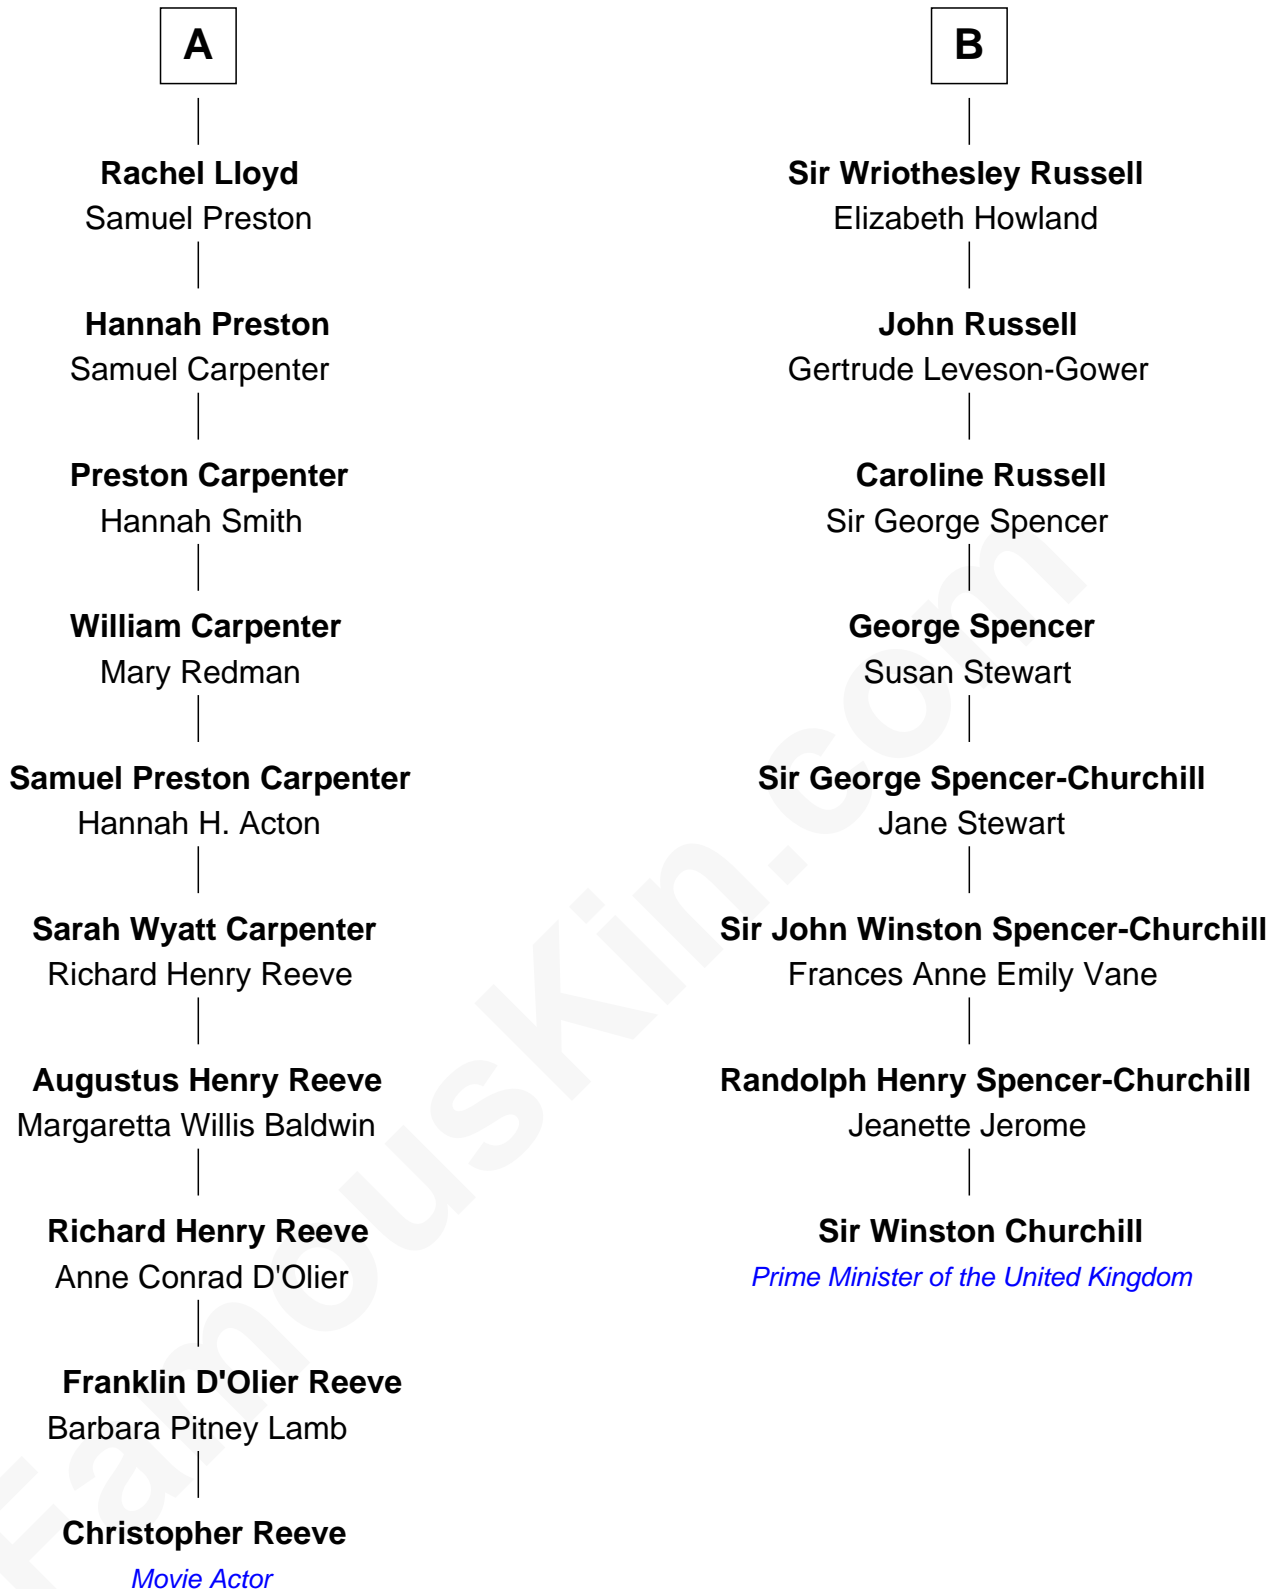 A
Rachel Lloyd
Samuel Preston
Hannah Preston
Samuel Carpenter
Preston Carpenter
Hannah Smith
William Carpenter
Mary Redman
Samuel Preston Carpenter
Hannah H. Acton
Sarah Wyatt Carpenter
Richard Henry Reeve
Augustus Henry Reeve
Margaretta Willis Baldwin
Richard Henry Reeve
Anne Conrad D'Olier
Franklin D'Olier Reeve
Barbara Pitney Lamb
Christopher Reeve
Movie Actor
B
Sir Wriothesley Russell
Elizabeth Howland
John Russell
Gertrude Leveson-Gower
Caroline Russell
Sir George Spencer
George Spencer
Susan Stewart
Sir George Spencer-Churchill
Jane Stewart
Sir John Winston Spencer-Churchill
Frances Anne Emily Vane
Randolph Henry Spencer-Churchill
Jeanette Jerome
Sir Winston Churchill
Prime Minister of the United Kingdom
FamousKin.com